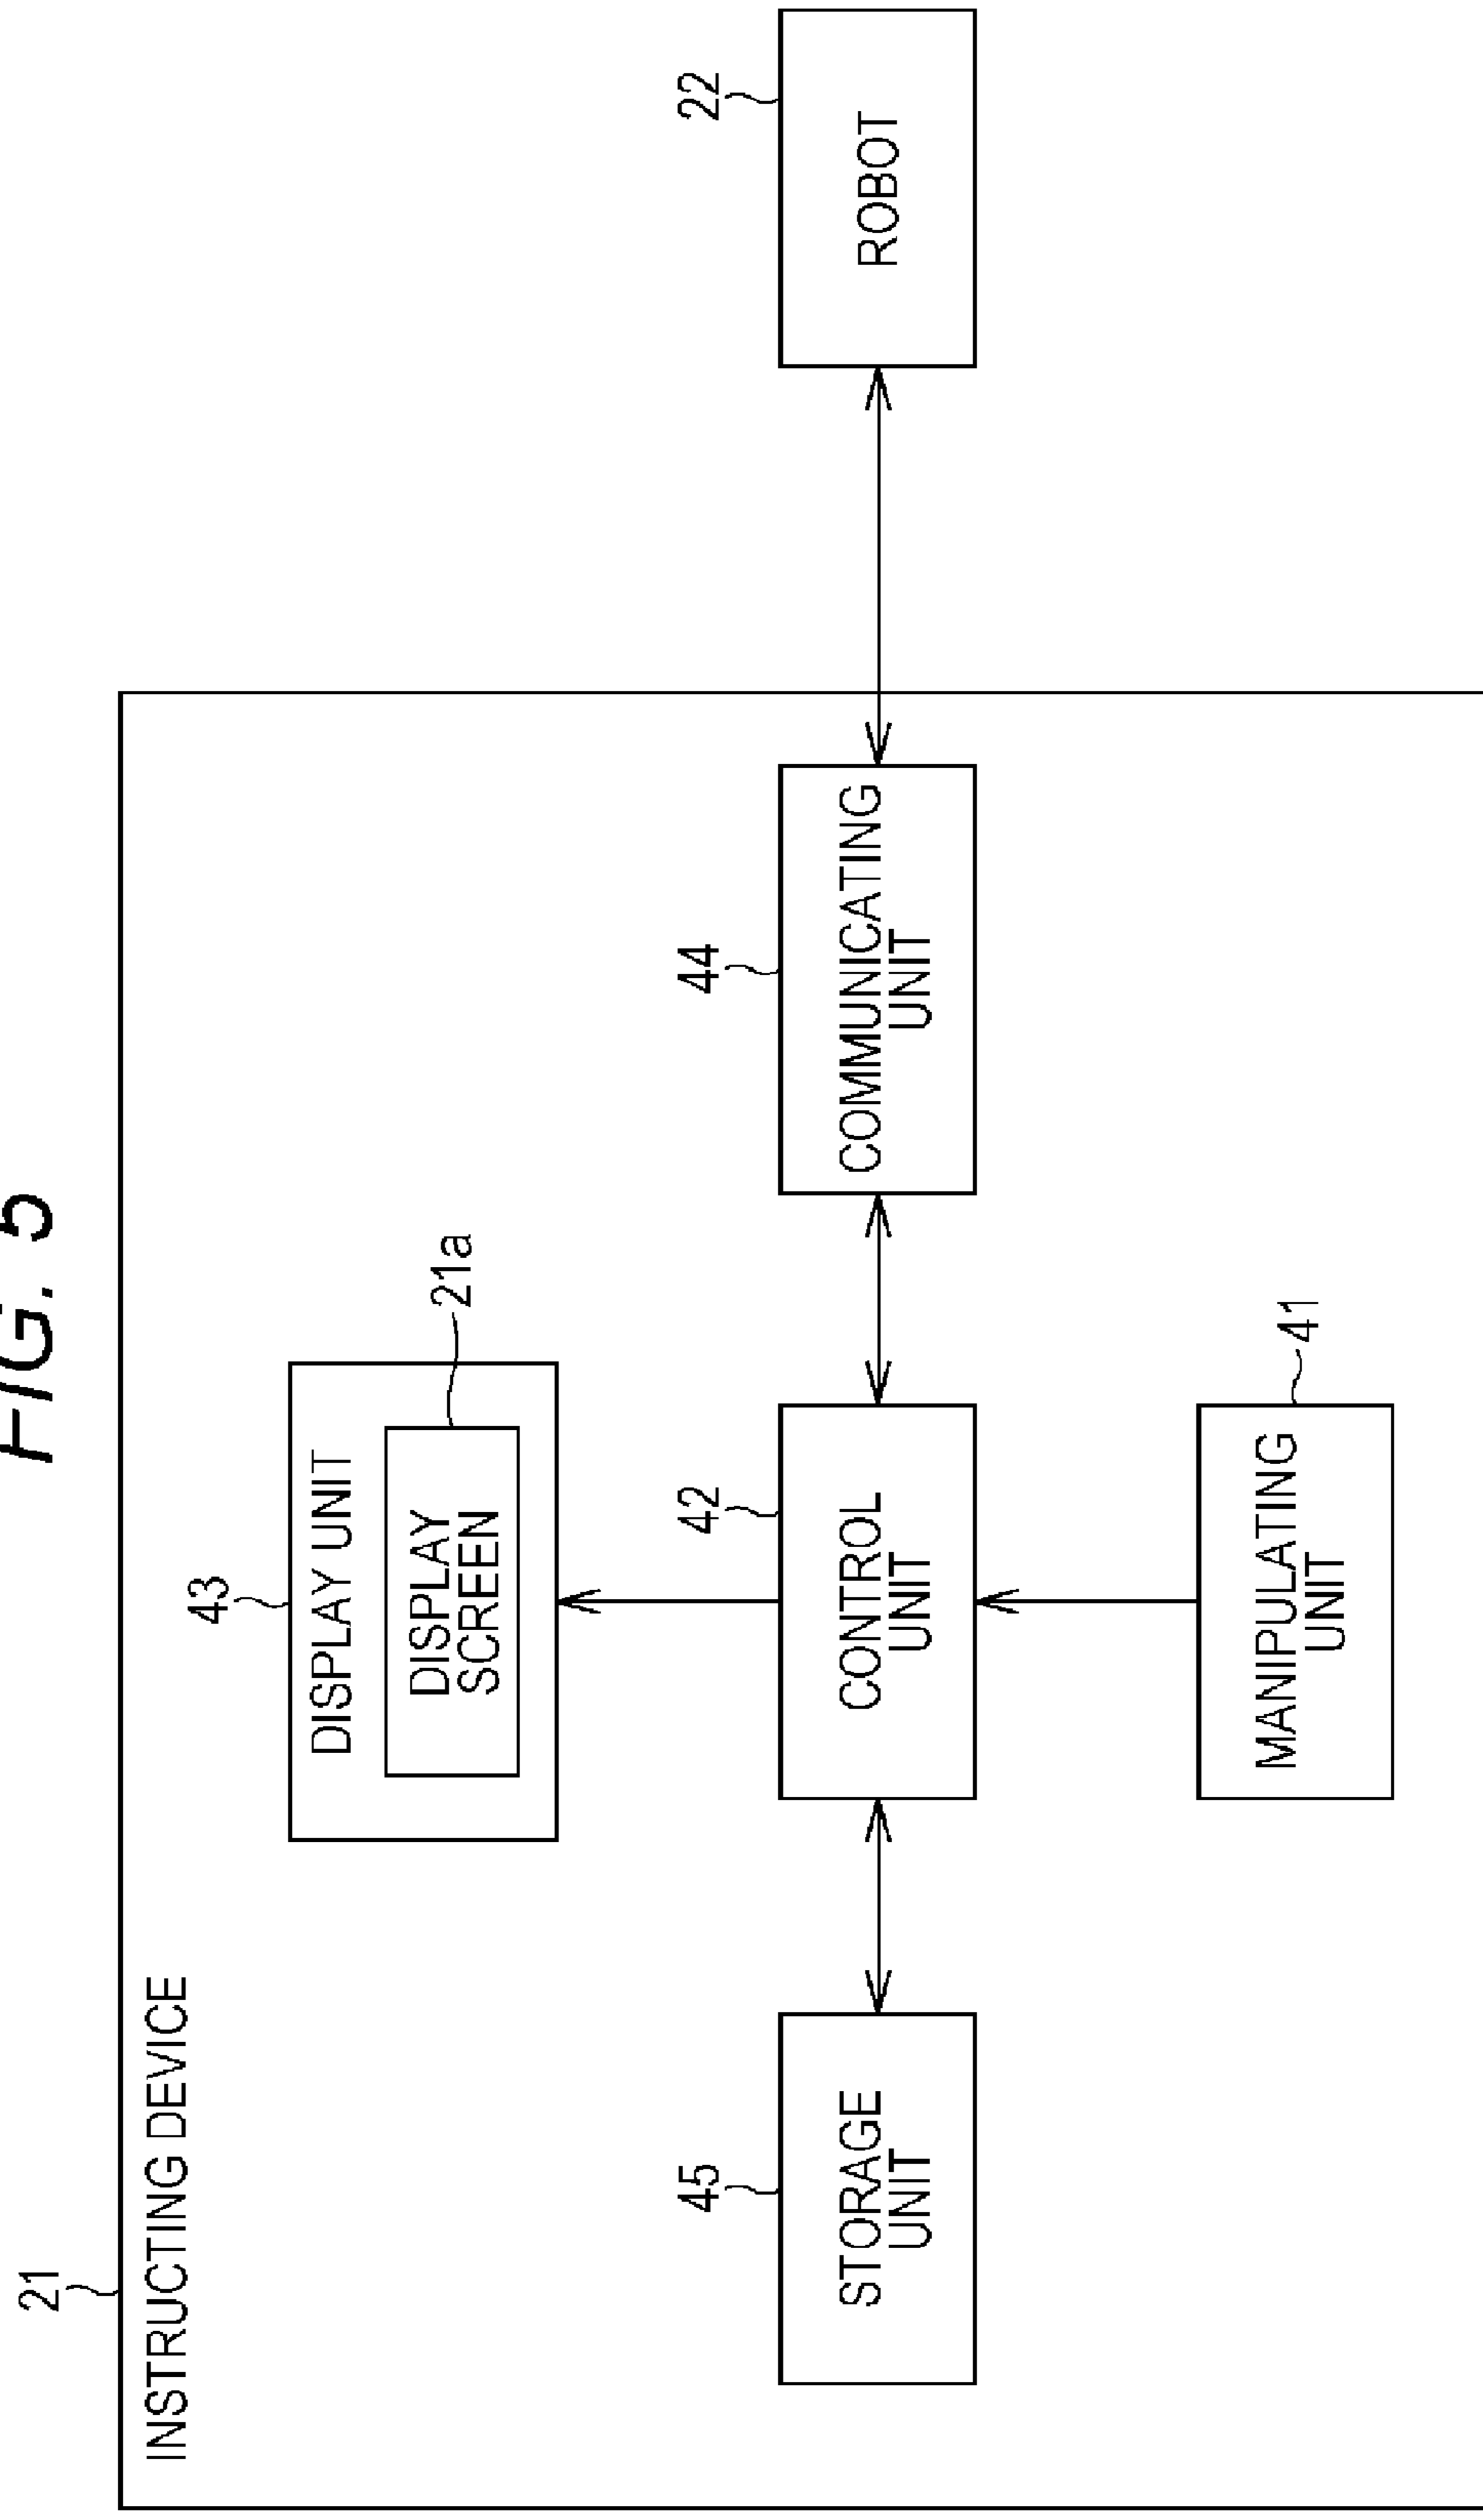 FIG. 5
21
INSTRUCTING DEVICE
43
DISPLAY UNIT
21a
DISPLAY
SCREEN
45
STORAGE
UNIT
42
CONTROL
UNIT
44
COMMUNICATING
UNIT
22
ROBOT
41
MANIPULATING
UNIT